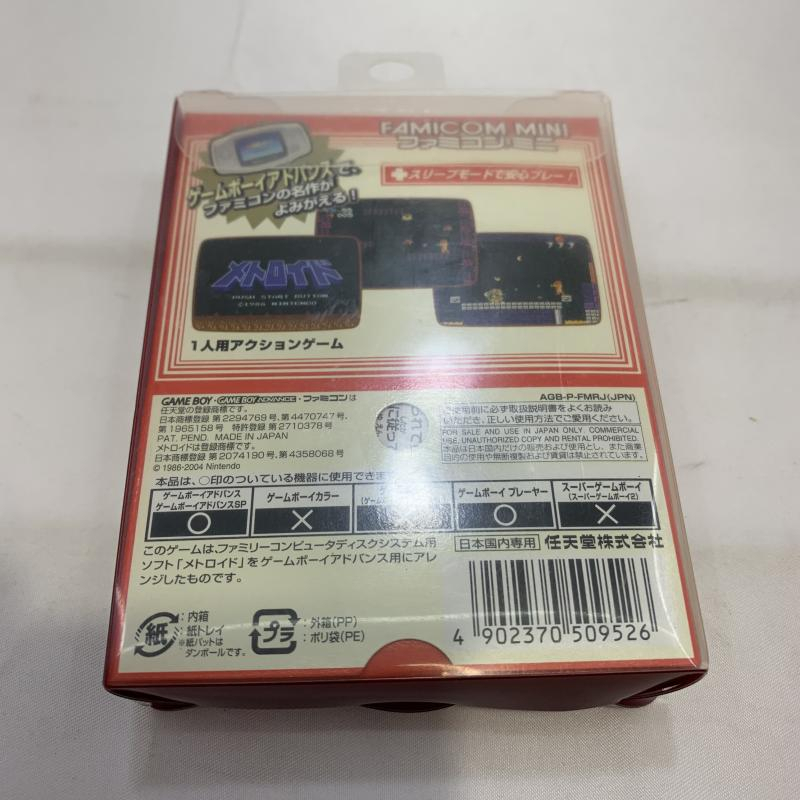 FAMICOM MINI
ファミコン・ミニ
ゲームボーイアドバンスで、
ファミコンの名作が
よみがえる!
スリープモードで安心プレー!
メトロイド
PUSH START BUTTON
©1986 NINTENDO
1人用アクションゲーム
GAME BOY・GAME BOY ADVANCE・ファミコンは
任天堂の登録商標です。
日本商標登録 第2294769号、第4470747号、
第1965158号 特許登録 第2710378号
PAT. PEND. MADE IN JAPAN
メトロイドは登録商標です。
日本商標登録 第2074190号、第4358068号
© 1986-2004 Nintendo
AGB-P-FMRJ(JPN)
ご使用前に必ず取扱説明書をよくお読み
いただき、正しい使用方法でご愛用ください。
FOR SALE AND USE IN JAPAN ONLY. COMMERCIAL
USE, UNAUTHORIZED COPY AND RENTAL PROHIBITED.
本品は日本国内だけの販売および使用とし、また商業
目的の使用や無断複製および賃貸は禁止されています。
本品は、○印のついている機器に使用できま
ゲームボーイアドバンス
ゲームボーイアドバンスSP
ゲームボーイカラー
ゲームボーイ プレーヤー
スーパーゲームボーイ
(スーパーゲームボーイ2)
○ × ○ ×
このゲームは、ファミリーコンピュータディスクシステム用
ソフト「メトロイド」をゲームボーイアドバンス用にアレ
ンジしたものです。
日本国内専用 任天堂株式会社
紙
:内箱
:紙トレイ
※紙パットは
ダンボールです。
プラ
:外箱(PP)
:ポリ袋(PE)
4 902370 509526